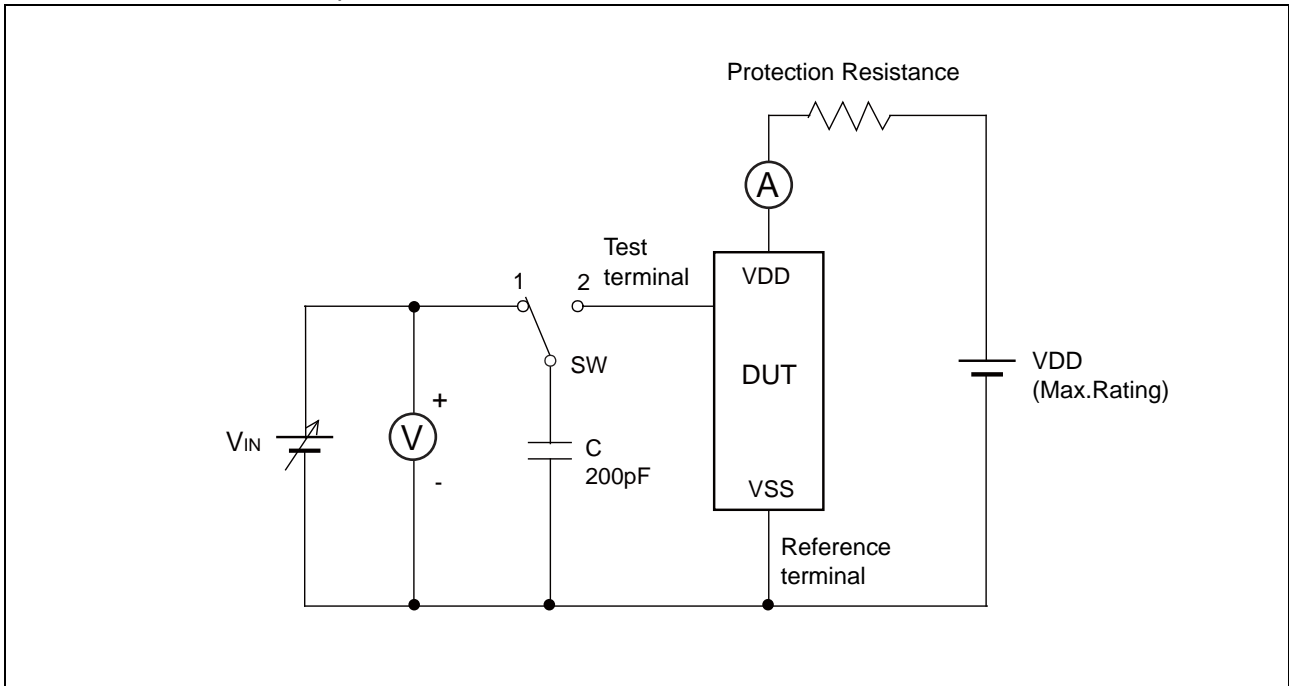 Protection Resistance
A
Test
terminal
1
2
VDD
SW
DUT
VDD
(Max.Rating)
VIN
+
V
-
C
200pF
VSS
Reference
terminal